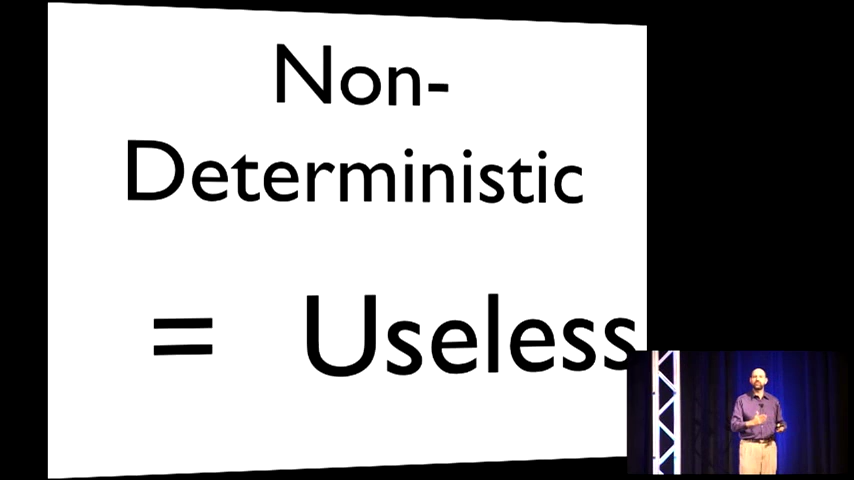 Non-
Deterministic
= Useless